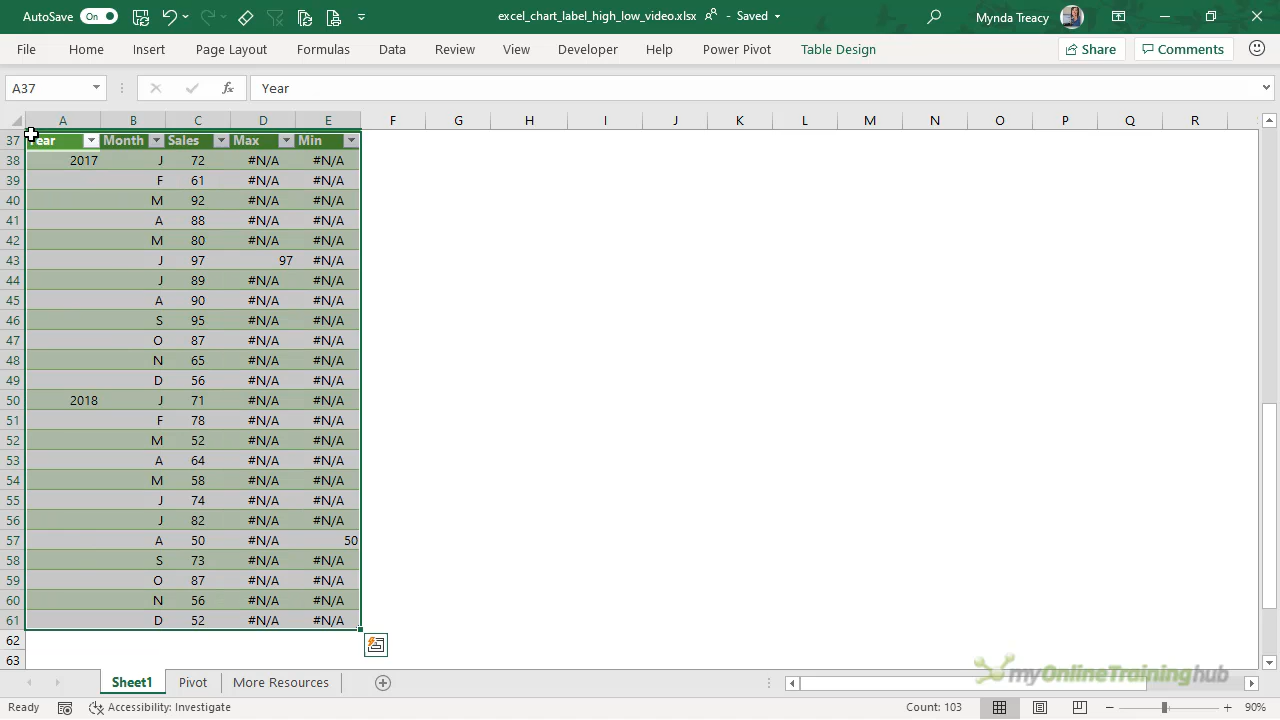 AutoSave On excel_chart_label_high_low_video.xlsx - Saved Mynda Treacy
File Home Insert Page Layout Formulas Data Review View Developer Help Power Pivot Table Design Share Comments
A37 fx Year
A B C D E F G H I J K L M N O P Q R
37 Year Month Sales Max Min
38 2017 J 72 #N/A #N/A
39 F 61 #N/A #N/A
40 M 92 #N/A #N/A
41 A 88 #N/A #N/A
42 M 80 #N/A #N/A
43 J 97 97 #N/A
44 J 89 #N/A #N/A
45 A 90 #N/A #N/A
46 S 95 #N/A #N/A
47 O 87 #N/A #N/A
48 N 65 #N/A #N/A
49 D 56 #N/A #N/A
50 2018 J 71 #N/A #N/A
51 F 78 #N/A #N/A
52 M 52 #N/A #N/A
53 A 64 #N/A #N/A
54 M 58 #N/A #N/A
55 J 74 #N/A #N/A
56 J 82 #N/A #N/A
57 A 50 #N/A 50
58 S 73 #N/A #N/A
59 O 87 #N/A #N/A
60 N 56 #N/A #N/A
61 D 52 #N/A #N/A
62
63
myOnlineTraininghub
Sheet1 Pivot More Resources
Ready Accessibility: Investigate Count: 103 90%